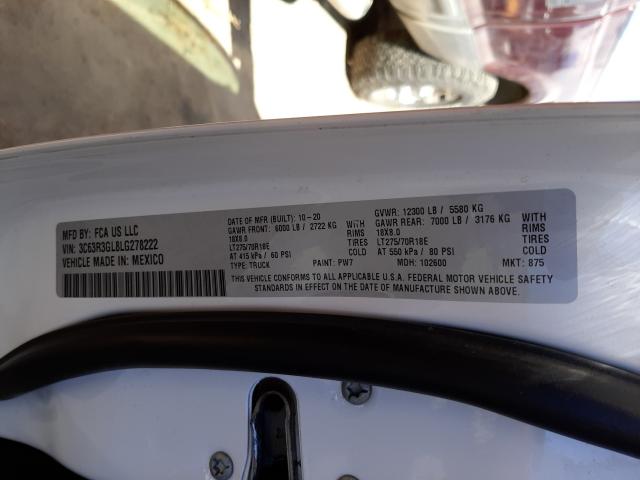 MFD BY: FCA US LLC
VIN: 3C63R3GL8LG278222
VEHICLE MADE IN: MEXICO
DATE OF MFR (BUILT): 10-20
GAWR FRONT: 6000 LB / 2722 KG WITH
18X8.0 RIMS
LT275/70R18E TIRES
AT 415 kPa / 60 PSI COLD
TYPE: TRUCK PAINT: PW7
GVWR: 12300 LB / 5580 KG
GAWR REAR: 7000 LB / 3176 KG WITH
18X8.0 RIMS
LT275/70R18E TIRES
AT 550 kPa / 80 PSI COLD
MDH: 102600 MKT: 875
THIS VEHICLE CONFORMS TO ALL APPLICABLE U.S.A. FEDERAL MOTOR VEHICLE SAFETY
STANDARDS IN EFFECT ON THE DATE OF MANUFACTURE SHOWN ABOVE.